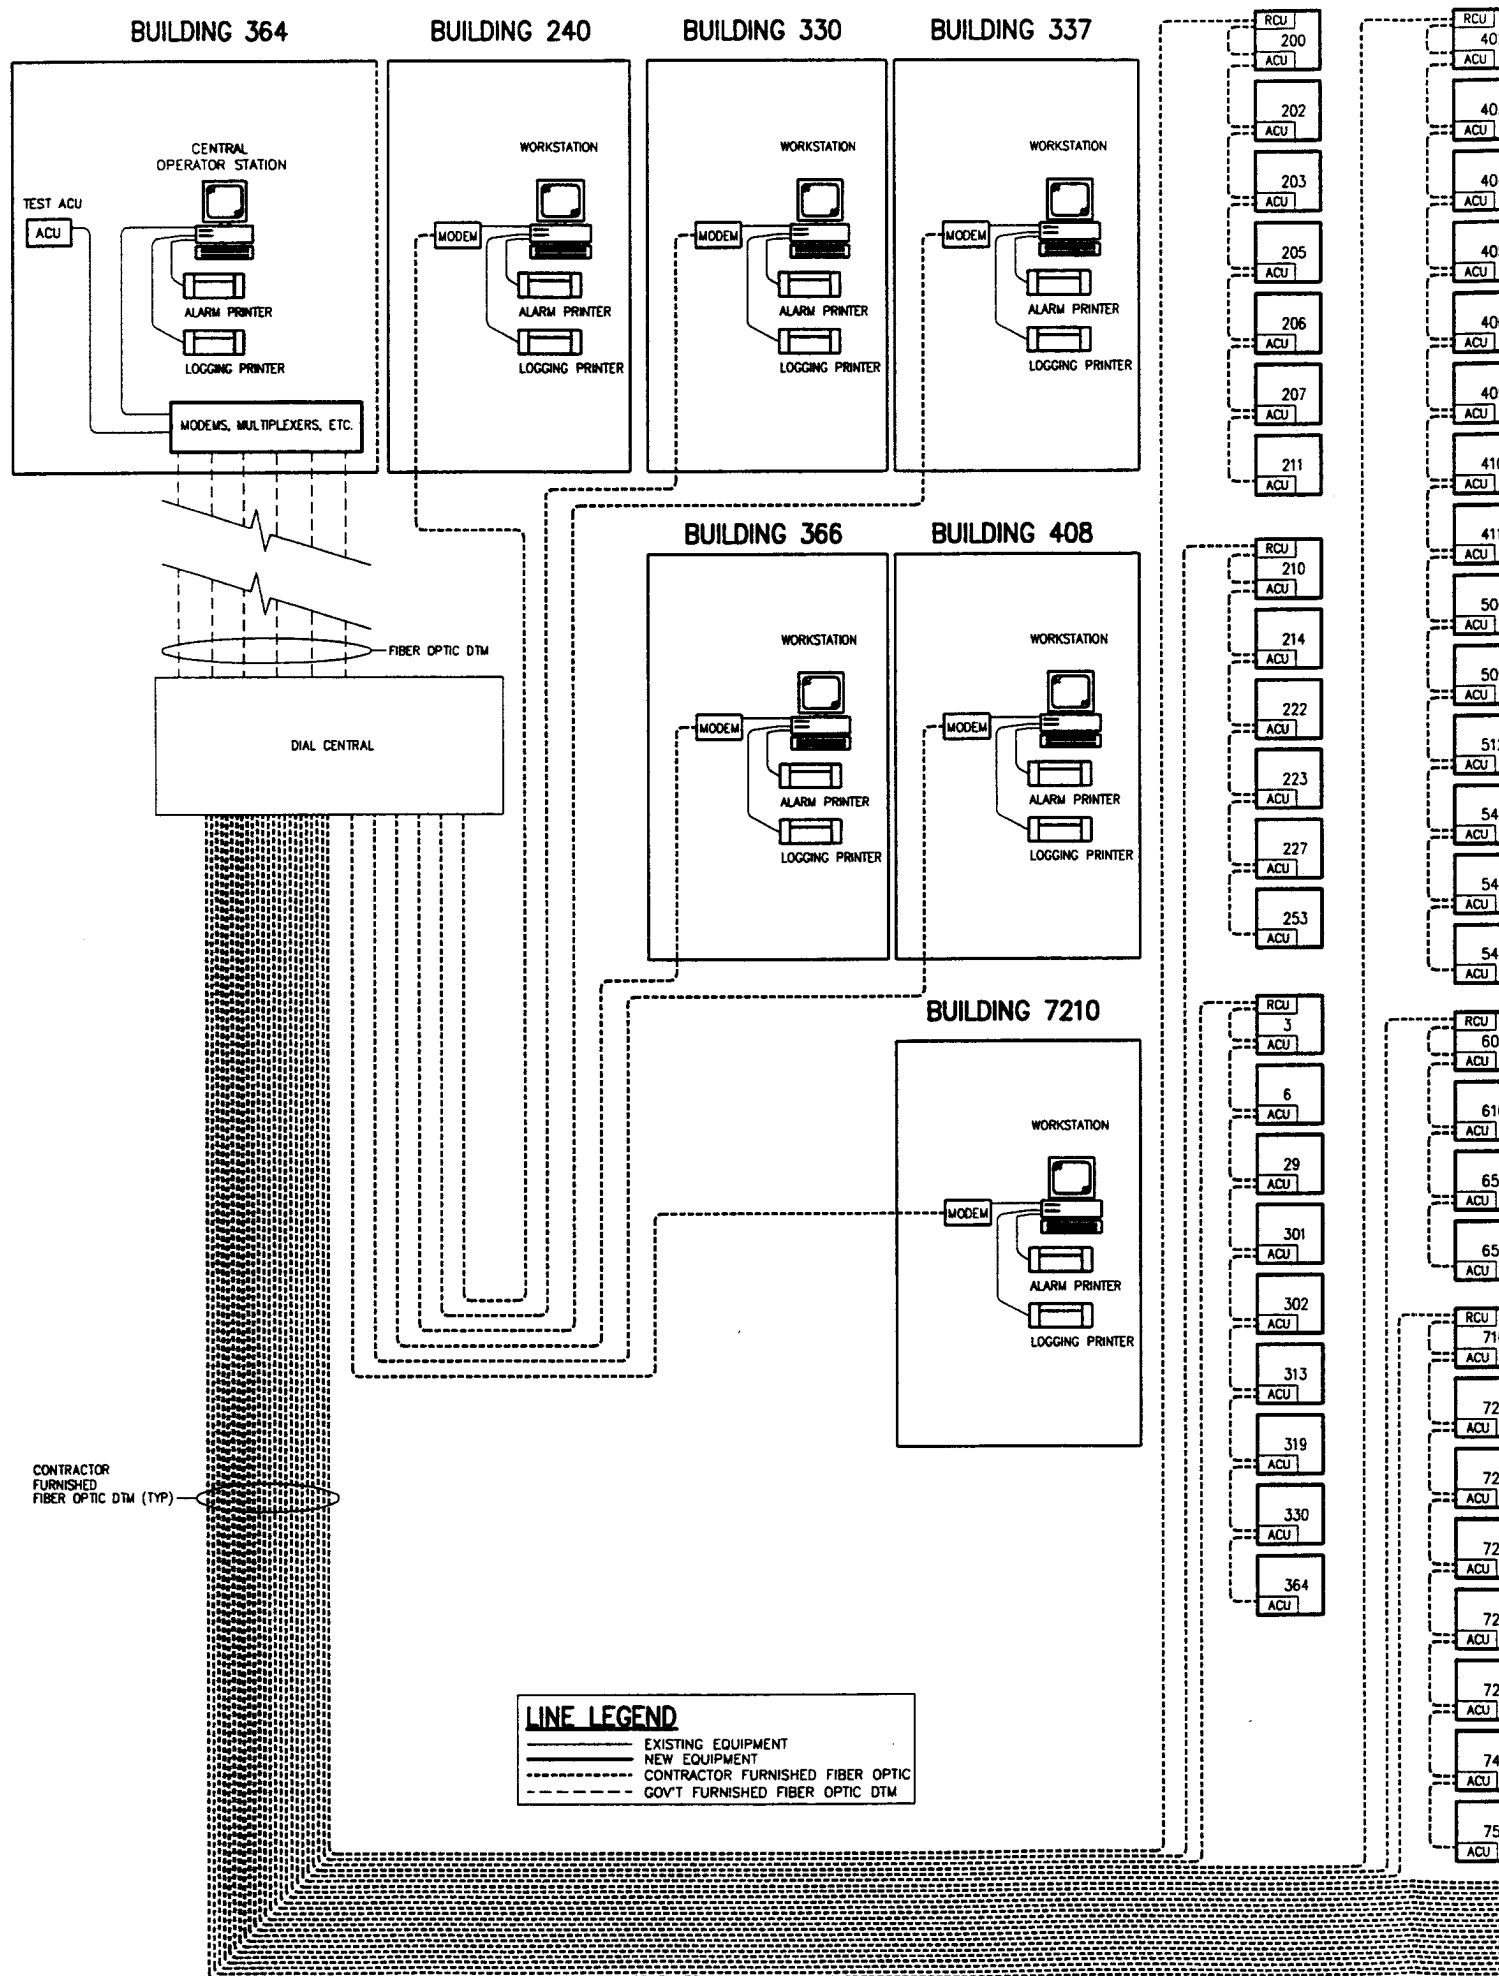 BUILDING 364
CENTRAL
OPERATOR STATION
TEST ACU
ACU
ALARM PRINTER
LOGGING PRINTER
MODEMS, MULTIPLEXERS, ETC.
FIBER OPTIC DTM
DIAL CENTRAL
CONTRACTOR
FURNISHED
FIBER OPTIC DTM (TYP)
BUILDING 240
WORKSTATION
MODEM
ALARM PRINTER
LOGGING PRINTER
BUILDING 330
WORKSTATION
MODEM
ALARM PRINTER
LOGGING PRINTER
BUILDING 337
WORKSTATION
MODEM
ALARM PRINTER
LOGGING PRINTER
BUILDING 366
WORKSTATION
MODEM
ALARM PRINTER
LOGGING PRINTER
BUILDING 408
WORKSTATION
MODEM
ALARM PRINTER
LOGGING PRINTER
BUILDING 7210
WORKSTATION
MODEM
ALARM PRINTER
LOGGING PRINTER
LINE LEGEND
EXISTING EQUIPMENT
NEW EQUIPMENT
CONTRACTOR FURNISHED FIBER OPTIC
GOV'T FURNISHED FIBER OPTIC DTM
RCU
200
ACU
202
ACU
203
ACU
205
ACU
206
ACU
207
ACU
211
ACU
RCU
210
ACU
214
ACU
222
ACU
223
ACU
227
ACU
253
ACU
RCU
3
ACU
6
ACU
29
ACU
301
ACU
302
ACU
313
ACU
319
ACU
330
ACU
364
ACU
RCU
ACU
ACU
ACU
ACU
ACU
ACU
ACU
ACU
ACU
ACU
ACU
ACU
ACU
ACU
RCU
ACU
ACU
ACU
ACU
RCU
ACU
ACU
ACU
ACU
ACU
ACU
ACU
ACU